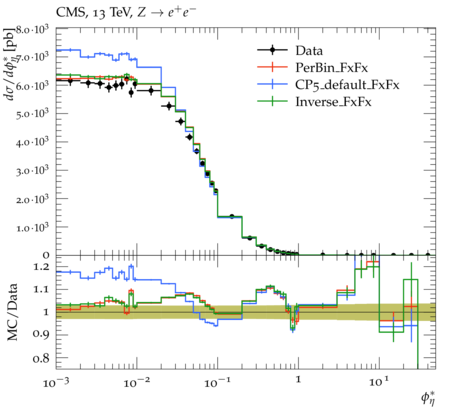 CMS, 13 TeV, Z → e⁺e⁻
dσ/dϕ*η [pb]
8.0·10³
7.0·10³
6.0·10³
5.0·10³
4.0·10³
3.0·10³
2.0·10³
1.0·10³
0
Data
PerBin_FxFx
CP5_default_FxFx
Inverse_FxFx
MC/Data
1.2
1.1
1
0.9
0.8
10⁻³
10⁻²
10⁻¹
1
10¹
ϕ*η